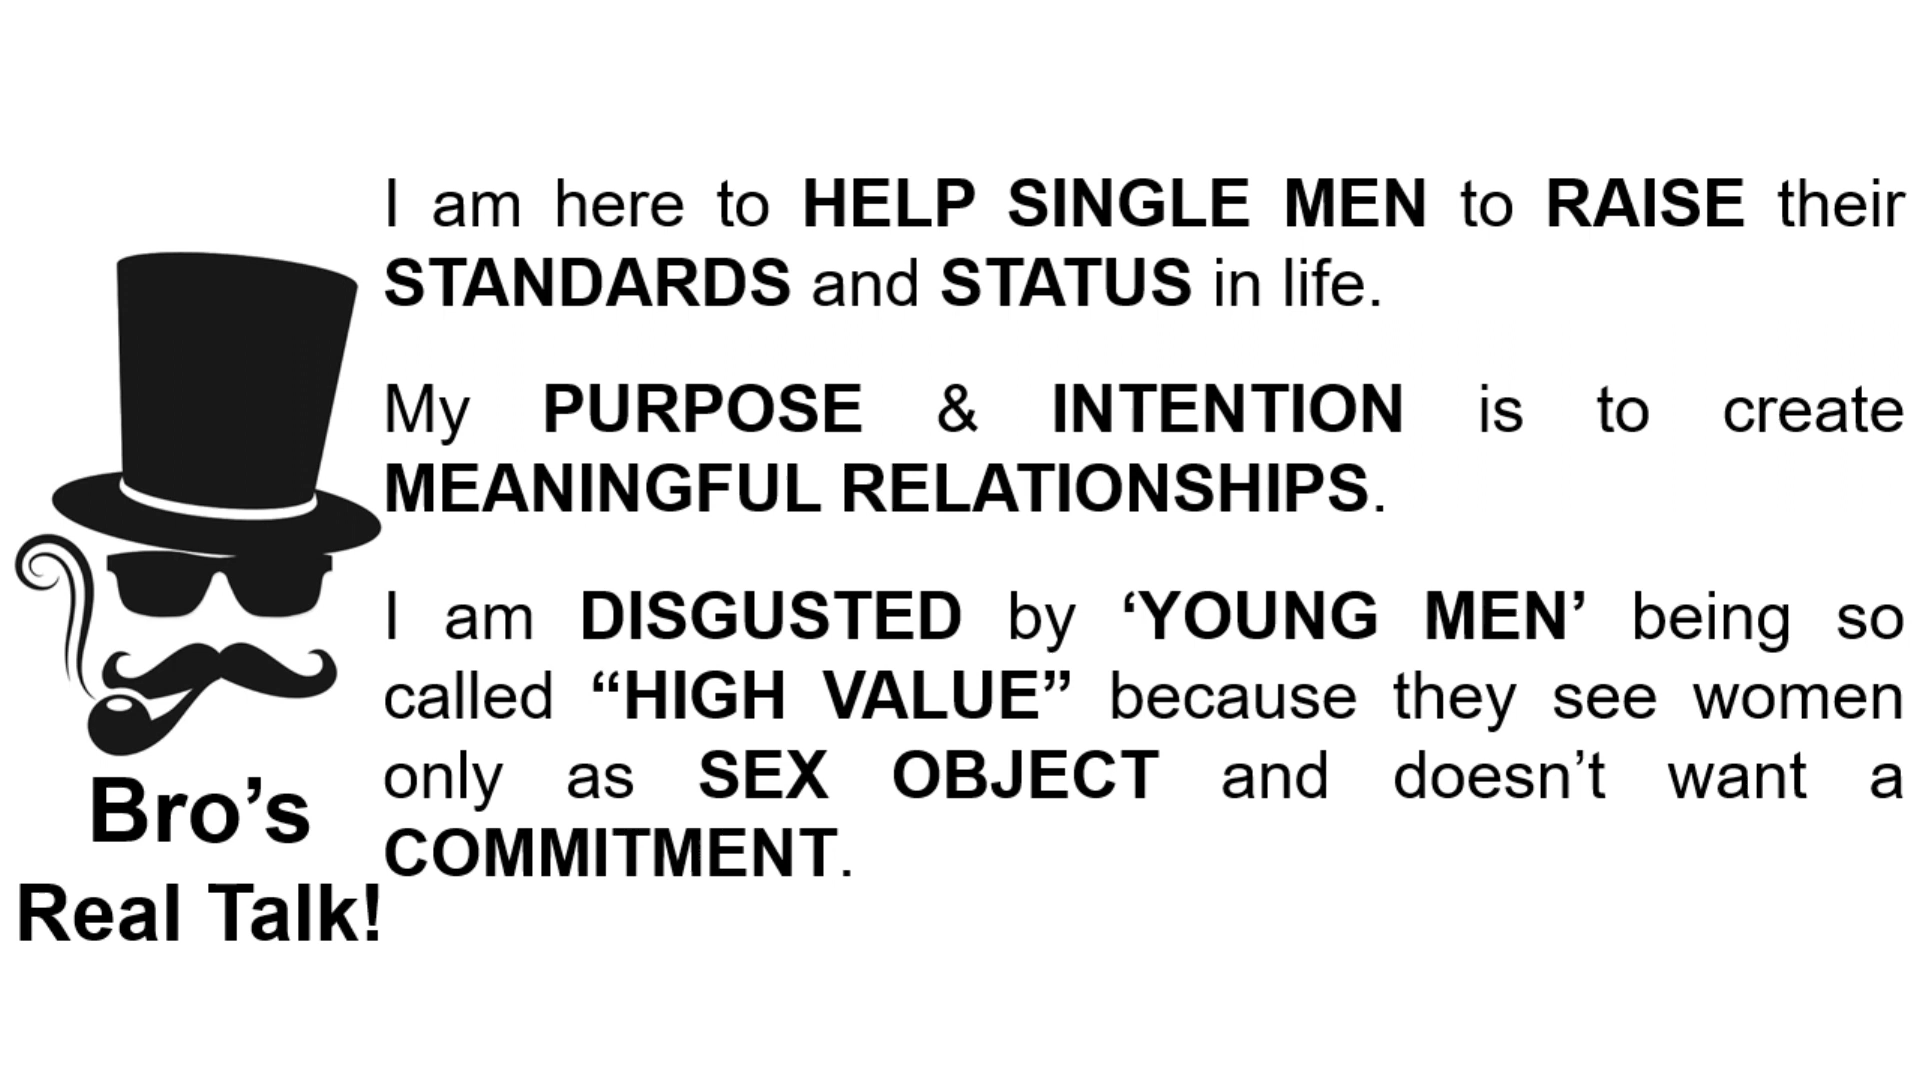 I am here to HELP SINGLE MEN to RAISE their
STANDARDS and STATUS in life.
My PURPOSE & INTENTION is to create
MEANINGFUL RELATIONSHIPS.
I am DISGUSTED by ‘YOUNG MEN’ being so
called “HIGH VALUE” because they see women
only as SEX OBJECT and doesn’t want a
COMMITMENT.
Bro’s
Real Talk!